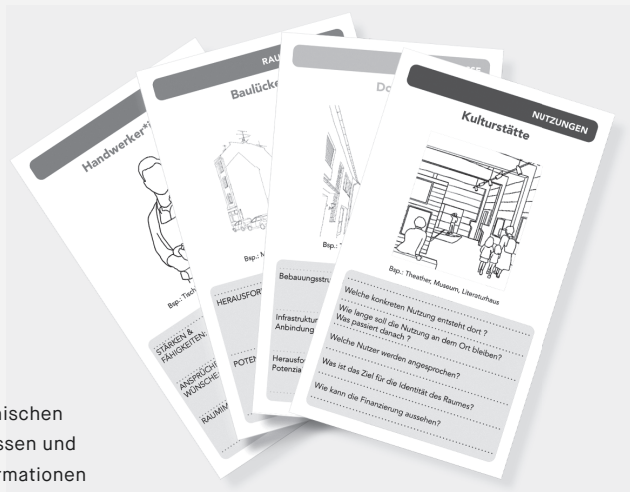 Handwerker*i
Bsp.: Tisch
STÄRKEN &
FÄHIGKEITEN:
ANSPRÜCHE
WÜNSCHE
RAUMIM
RAU
Baulücke
Bsp.: M
HERAUSFOR
POTEN
Do
Bsp.:
Bebauungsstru
Infrastruktur
Anbindung
Herausfor
Potenzia
NUTZUNGEN
Kulturstätte
Bsp.: Theather, Museum, Literaturhaus
Welche konkreten Nutzung entsteht dort ?
Wie lange soll die Nutzung an dem Ort bleiben?
Was passiert danach ?
Welche Nutzer werden angesprochen?
Was ist das Ziel für die Identität des Raumes?
Wie kann die Finanzierung aussehen?
nischen
ssen und
rmationen